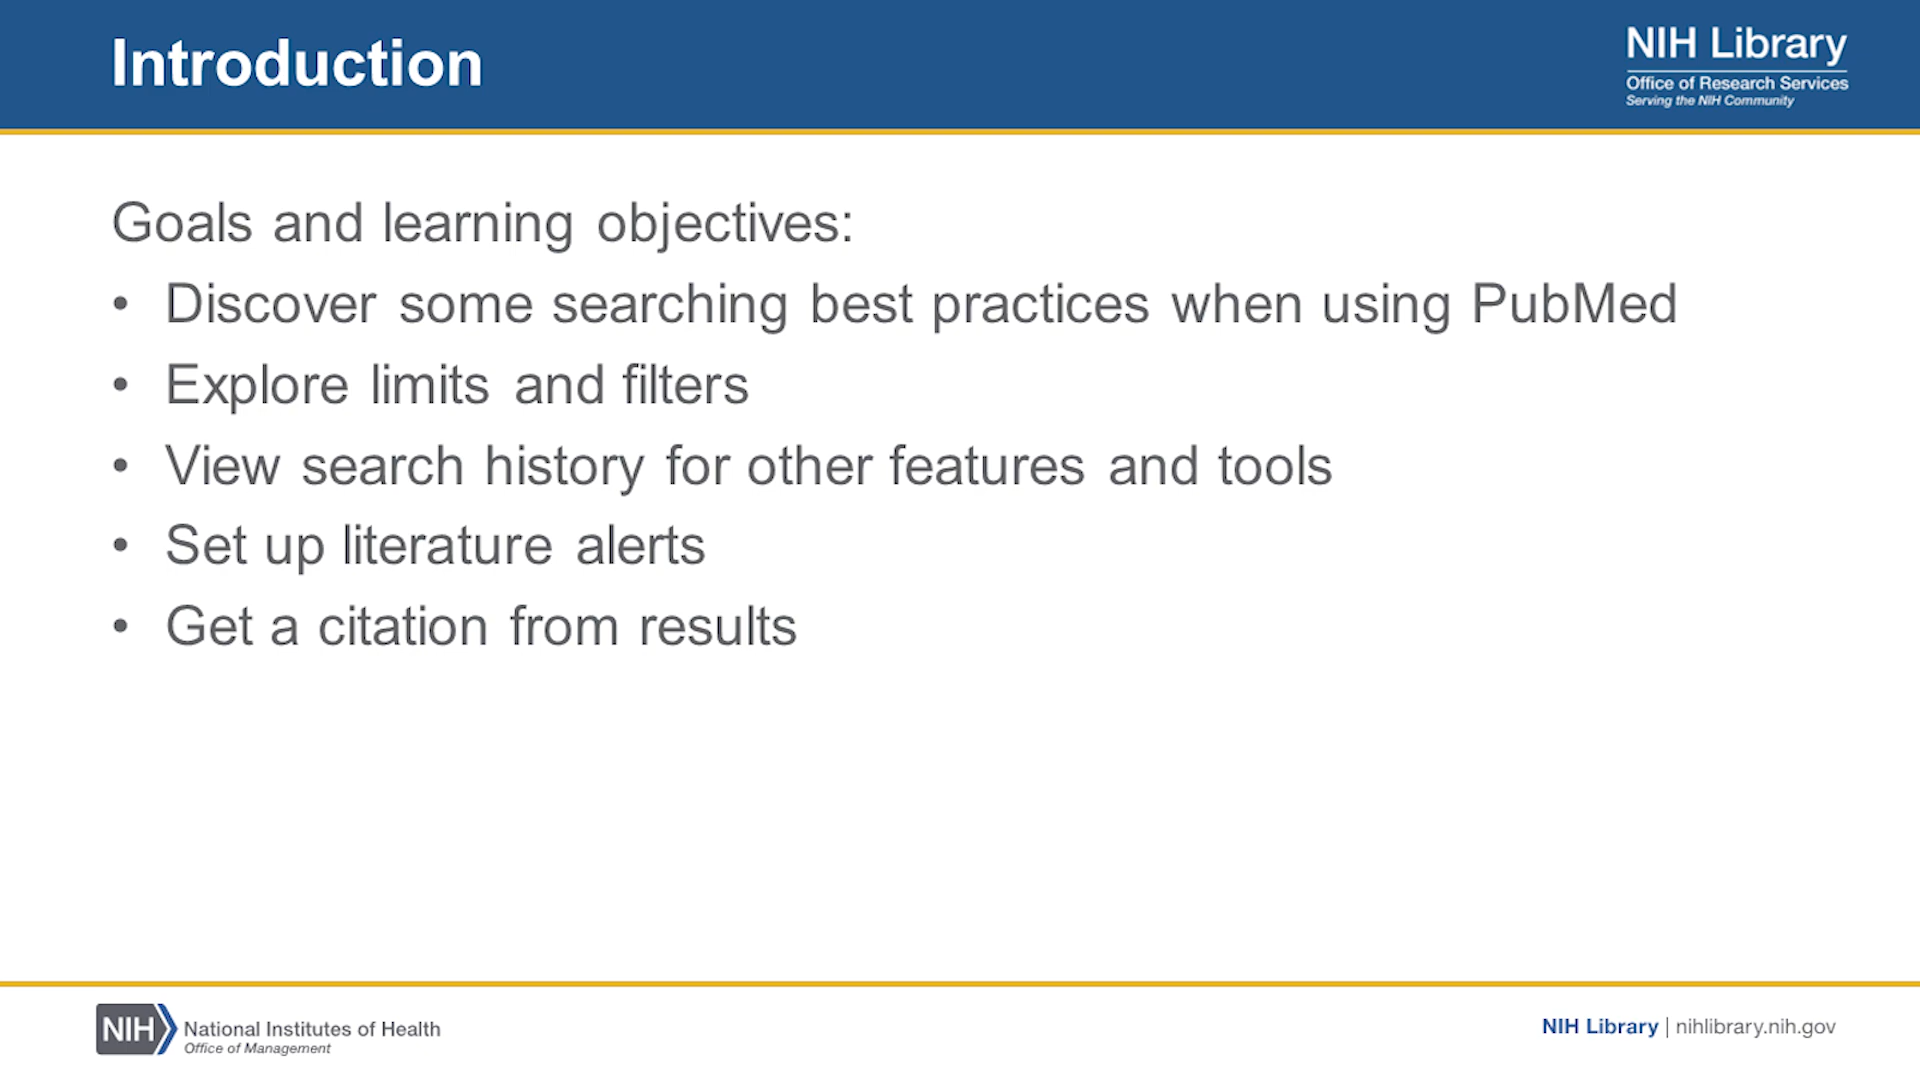 Introduction
NIH Library
Office of Research Services
Serving the NIH Community
Goals and learning objectives:
• Discover some searching best practices when using PubMed
• Explore limits and filters
• View search history for other features and tools
• Set up literature alerts
• Get a citation from results
NIH National Institutes of Health
Office of Management
NIH Library | nihlibrary.nih.gov